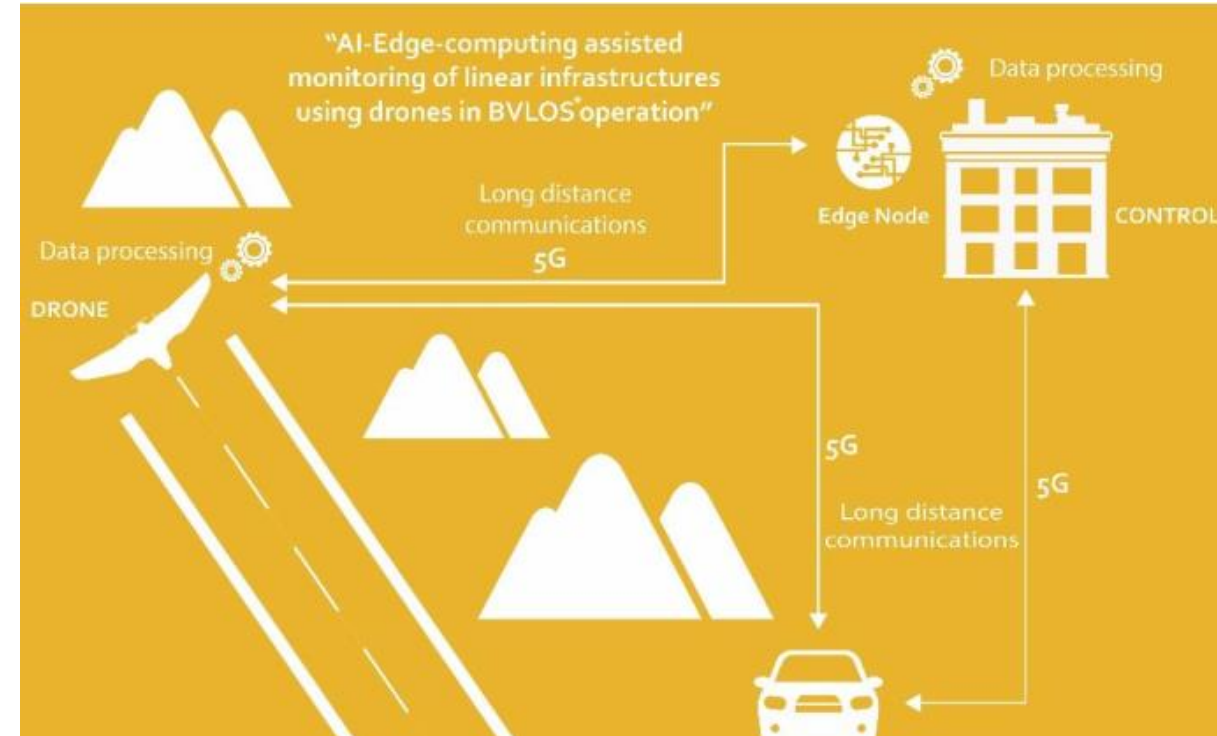 "AI-Edge-computing assisted
monitoring of linear infrastructures
using drones in BVLOS*operation"
Data processing
Edge Node
CONTROL
Long distance
communications
5G
Data processing
DRONE
5G
Long distance
communications
5G